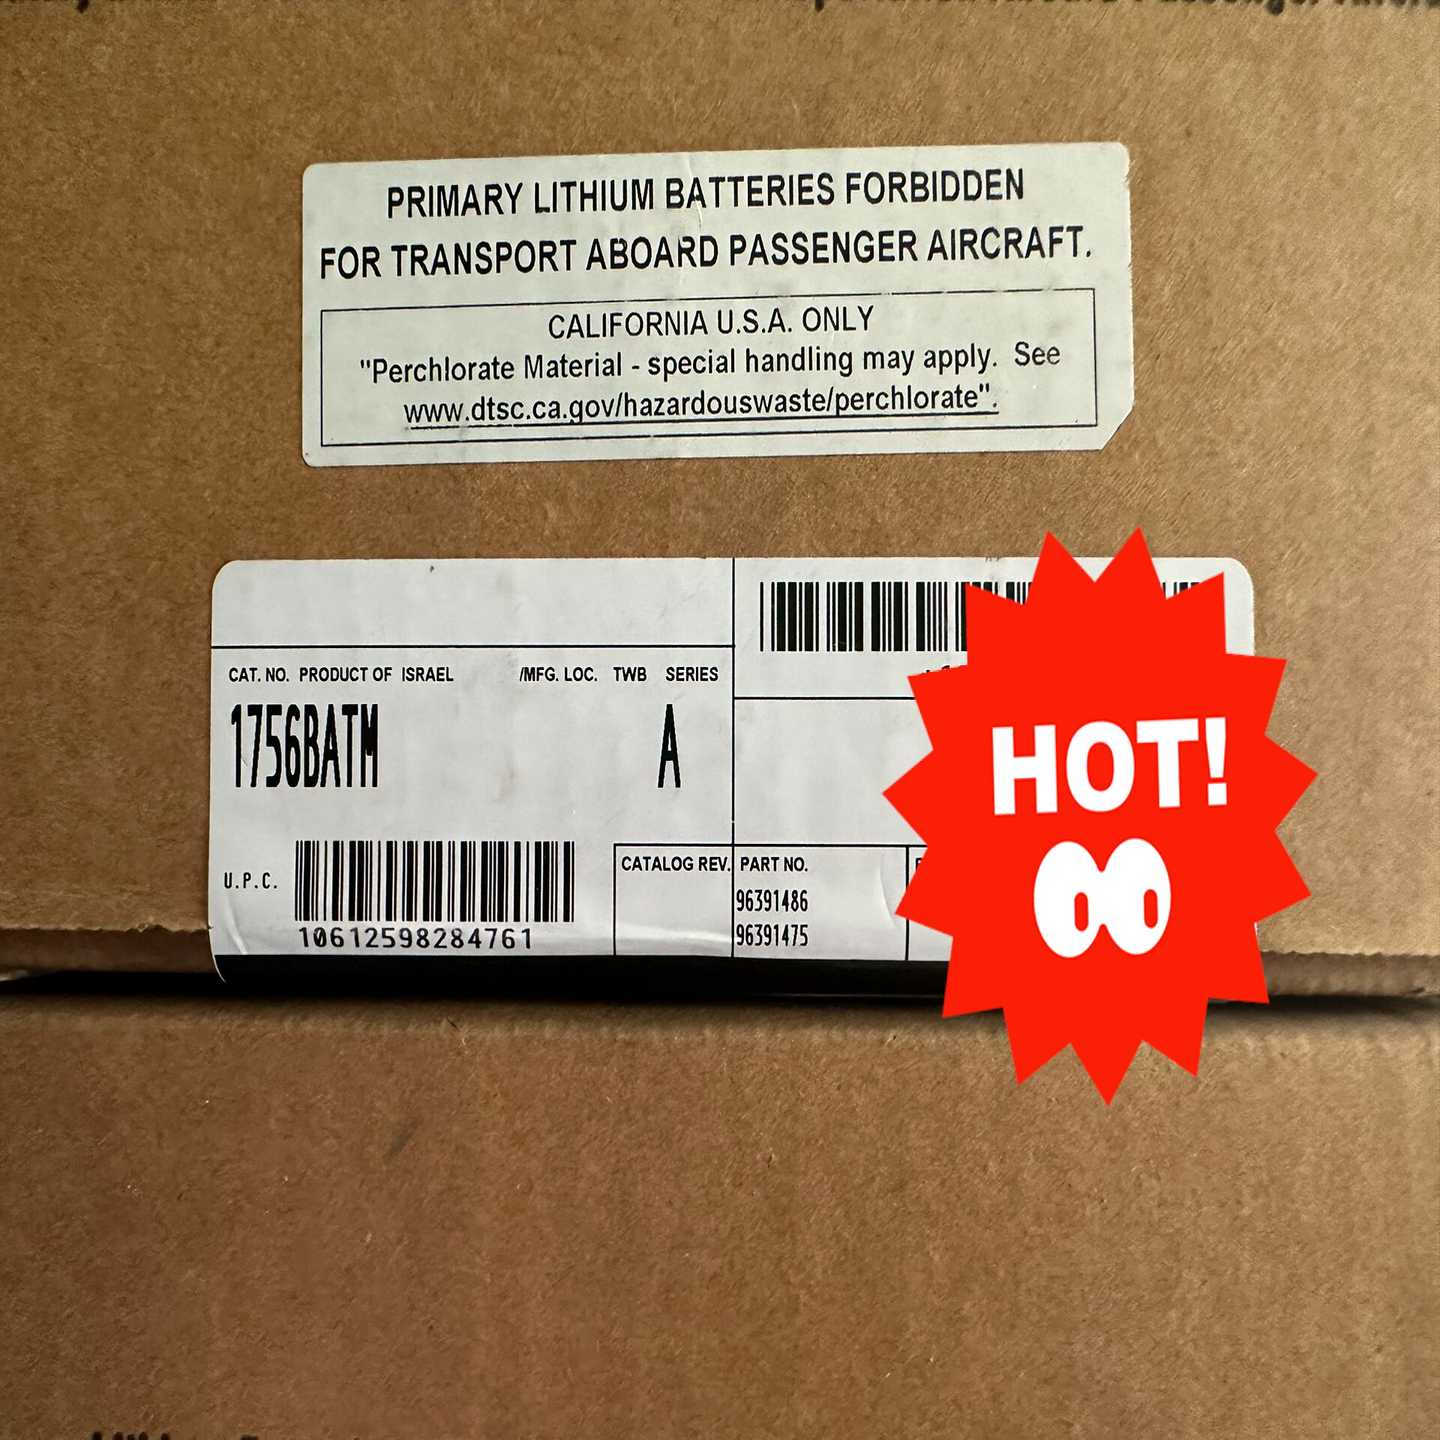 PRIMARY LITHIUM BATTERIES FORBIDDEN
FOR TRANSPORT ABOARD PASSENGER AIRCRAFT.
CALIFORNIA U.S.A. ONLY
"Perchlorate Material - special handling may apply. See
www.dtsc.ca.gov/hazardouswaste/perchlorate".
CAT. NO. PRODUCT OF ISRAEL /MFG. LOC. TWB SERIES
1756BATM A
U.P.C.
10612598284761
CATALOG REV. PART NO.
96391486
96391475
HOT!